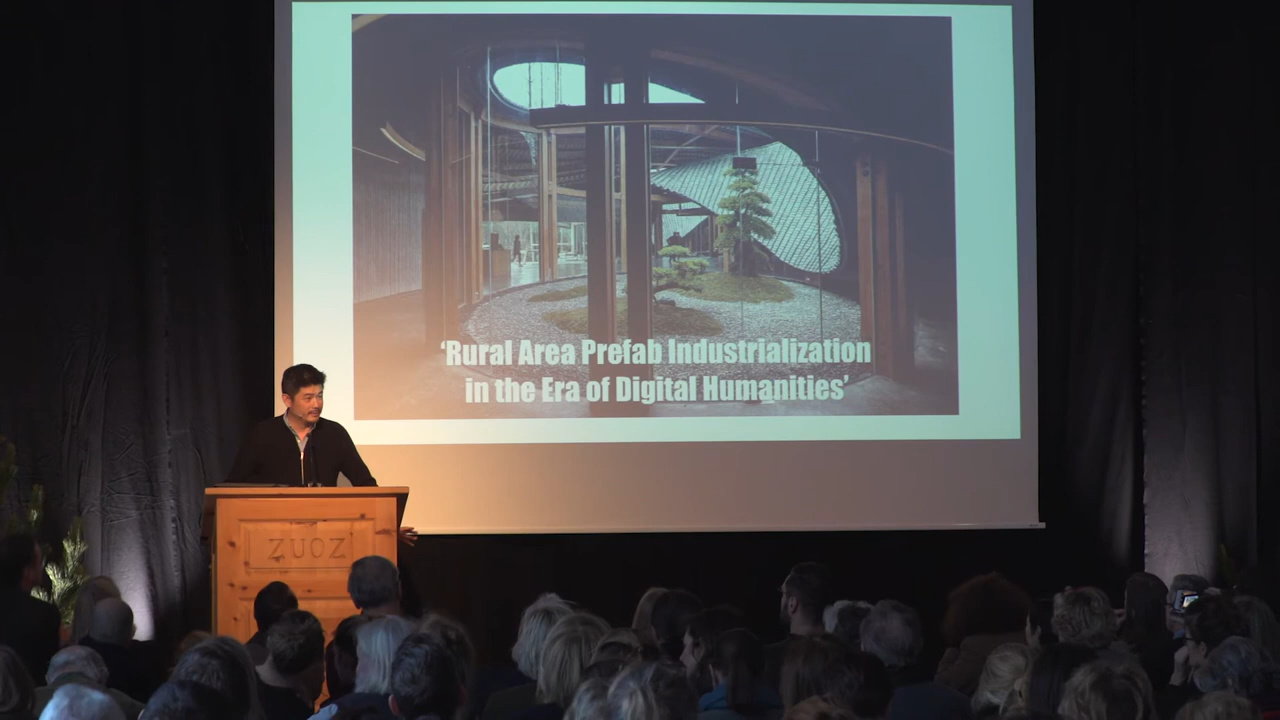 ‘Rural Area Prefab Industrialization
in the Era of Digital Humanities’
ZUOZ